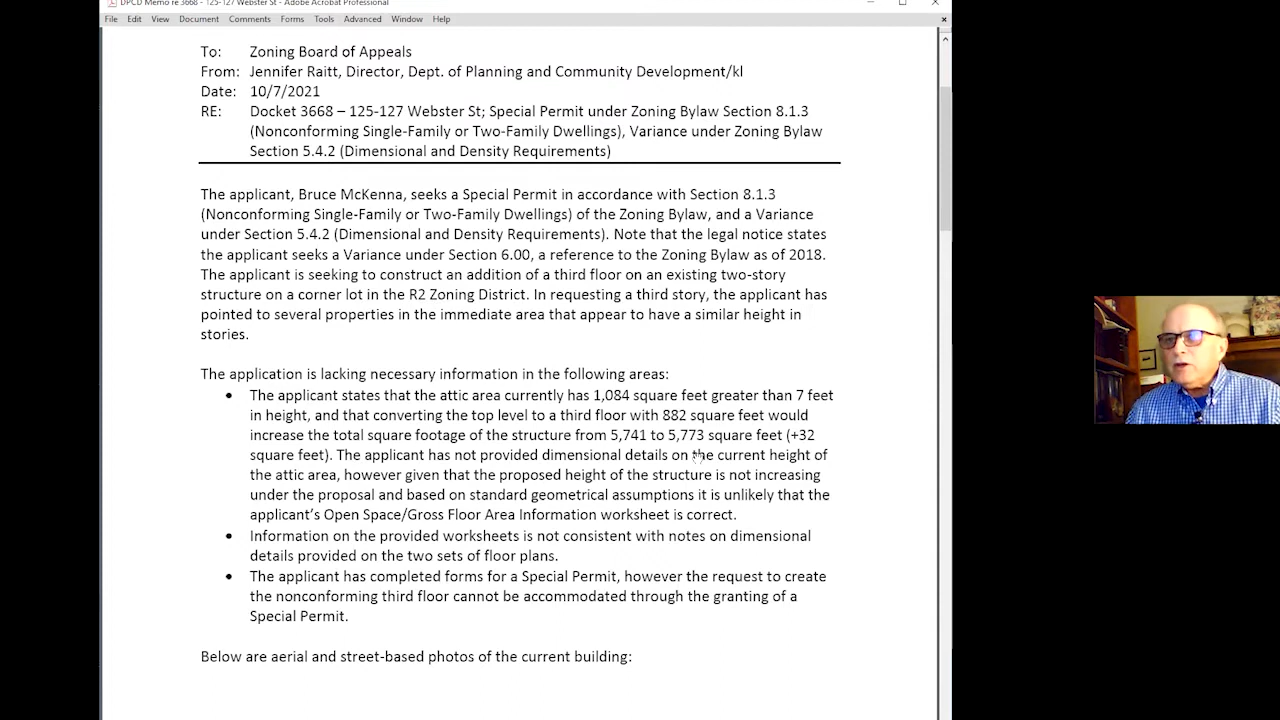 DPCD Memo re 3668 - 125-127 Webster St - Adobe Acrobat Professional
File Edit View Document Comments Forms Tools Advanced Window Help
To: Zoning Board of Appeals
From: Jennifer Raitt, Director, Dept. of Planning and Community Development/kl
Date: 10/7/2021
RE: Docket 3668 – 125-127 Webster St; Special Permit under Zoning Bylaw Section 8.1.3
(Nonconforming Single-Family or Two-Family Dwellings), Variance under Zoning Bylaw
Section 5.4.2 (Dimensional and Density Requirements)
The applicant, Bruce McKenna, seeks a Special Permit in accordance with Section 8.1.3
(Nonconforming Single-Family or Two-Family Dwellings) of the Zoning Bylaw, and a Variance
under Section 5.4.2 (Dimensional and Density Requirements). Note that the legal notice states
the applicant seeks a Variance under Section 6.00, a reference to the Zoning Bylaw as of 2018.
The applicant is seeking to construct an addition of a third floor on an existing two-story
structure on a corner lot in the R2 Zoning District. In requesting a third story, the applicant has
pointed to several properties in the immediate area that appear to have a similar height in
stories.
The application is lacking necessary information in the following areas:
• The applicant states that the attic area currently has 1,084 square feet greater than 7 feet
in height, and that converting the top level to a third floor with 882 square feet would
increase the total square footage of the structure from 5,741 to 5,773 square feet (+32
square feet). The applicant has not provided dimensional details on the current height of
the attic area, however given that the proposed height of the structure is not increasing
under the proposal and based on standard geometrical assumptions it is unlikely that the
applicant's Open Space/Gross Floor Area Information worksheet is correct.
• Information on the provided worksheets is not consistent with notes on dimensional
details provided on the two sets of floor plans.
• The applicant has completed forms for a Special Permit, however the request to create
the nonconforming third floor cannot be accommodated through the granting of a
Special Permit.
Below are aerial and street-based photos of the current building: